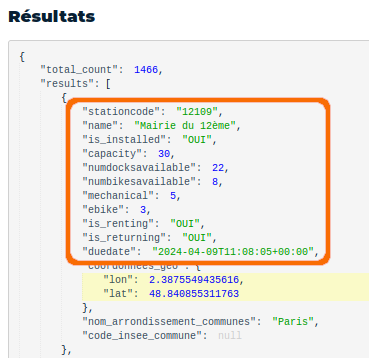 Résultats
{
"total_count": 1466,
"results": [
{
"stationcode": "12109",
"name": "Mairie du 12ème",
"is_installed": "OUI",
"capacity": 30,
"numdocksavailable": 22,
"numbikesavailable": 8,
"mechanical": 5,
"ebike": 3,
"is_renting": "OUI",
"is_returning": "OUI",
"duedate": "2024-04-09T11:08:05+00:00",
"coordonnees_geo": {
"lon": 2.3875549435616,
"lat": 48.840855311763
},
"nom_arrondissement_communes": "Paris",
"code_insee_commune": null
},